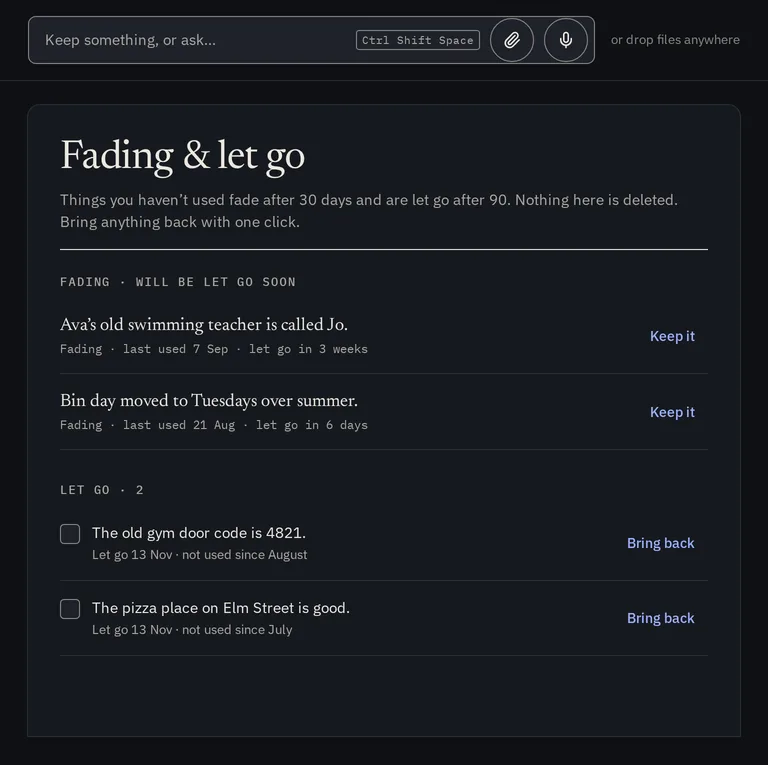 Keep something, or ask…
Ctrl Shift Space
or drop files anywhere
Fading & let go
Things you haven’t used fade after 30 days and are let go after 90. Nothing here is deleted.
Bring anything back with one click.
FADING · WILL BE LET GO SOON
Ava’s old swimming teacher is called Jo.
Fading · last used 7 Sep · let go in 3 weeks
Keep it
Bin day moved to Tuesdays over summer.
Fading · last used 21 Aug · let go in 6 days
Keep it
LET GO · 2
The old gym door code is 4821.
Let go 13 Nov · not used since August
Bring back
The pizza place on Elm Street is good.
Let go 13 Nov · not used since July
Bring back